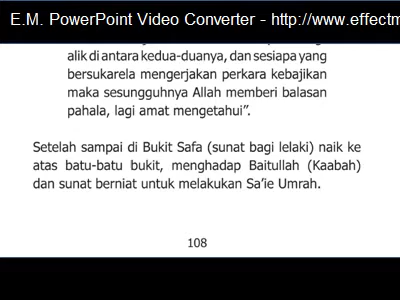 E.M. PowerPoint Video Converter - http://www.effectm
alik di antara kedua-duanya, dan sesiapa yang
bersukarela mengerjakan perkara kebajikan
maka sesungguhnya Allah memberi balasan
pahala, lagi amat mengetahui”.
Setelah sampai di Bukit Safa (sunat bagi lelaki) naik ke
atas batu-batu bukit, menghadap Baitullah (Kaabah)
dan sunat berniat untuk melakukan Sa’ie Umrah.
108